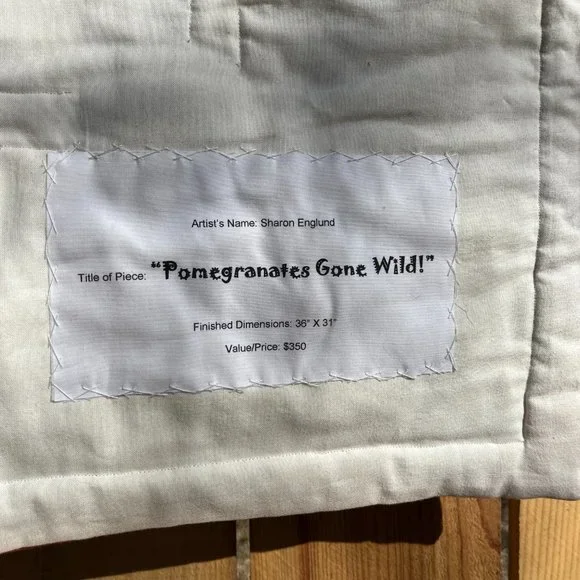 Artist's Name: Sharon Englund
Title of Piece: "Pomegranates Gone Wild!"
Finished Dimensions: 36" X 31"
Value/Price: $350